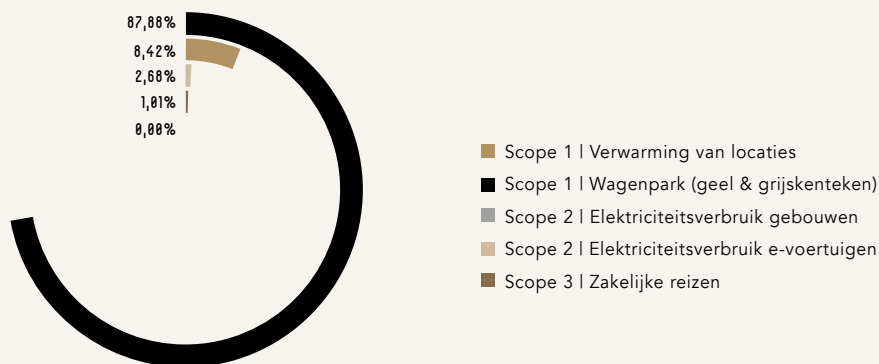 87,88%
8,42%
2,68%
1,01%
0,00%
Scope 1 | Verwarming van locaties
Scope 1 | Wagenpark (geel & grijskenteken)
Scope 2 | Elektriciteitsverbruik gebouwen
Scope 2 | Elektriciteitsverbruik e-voertuigen
Scope 3 | Zakelijke reizen